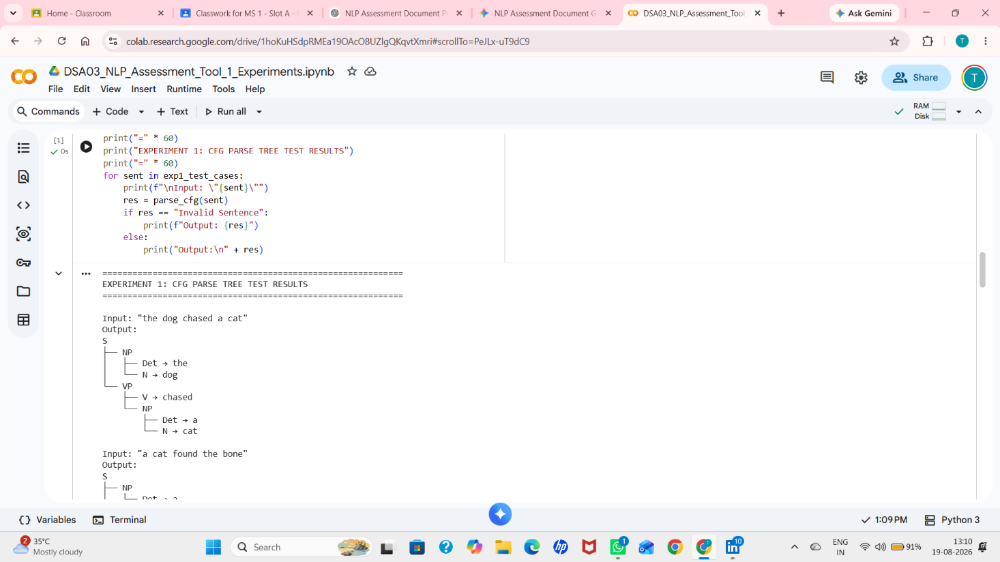 Home - Classroom
Classwork for MS 1 - Slot A -
NLP Assessment Document P
NLP Assessment Document G
DSA03_NLP_Assessment_Tool_
Ask Gemini
colab.research.google.com/drive/1hoKuHSdpRMEa19OAcO8UZlgQKqvtXmri#scrollTo=PeJLx-uT9dC9
T
CO
DSA03_NLP_Assessment_Tool_1_Experiments.ipynb
File Edit View Insert Runtime Tools Help
Share
T
Commands + Code + Text Run all
RAM
Disk
[1]
0s
print("=" * 60)
print("EXPERIMENT 1: CFG PARSE TREE TEST RESULTS")
print("=" * 60)
for sent in exp1_test_cases:
    print(f"\nInput: \"{sent}\"")
    res = parse_cfg(sent)
    if res == "Invalid Sentence":
        print(f"Output: {res}")
    else:
        print("Output:\n" + res)
============================================================
EXPERIMENT 1: CFG PARSE TREE TEST RESULTS
============================================================
Input: "the dog chased a cat"
Output:
S
├── NP
│   ├── Det → the
│   └── N → dog
└── VP
    ├── V → chased
    └── NP
        ├── Det → a
        └── N → cat
Input: "a cat found the bone"
Output:
S
├── NP
│   ├── Det → a
{} Variables Terminal
1:09 PM Python 3
2
35°C
Mostly cloudy
Search
1
10
ENG
IN
91%
13:10
19-08-2026